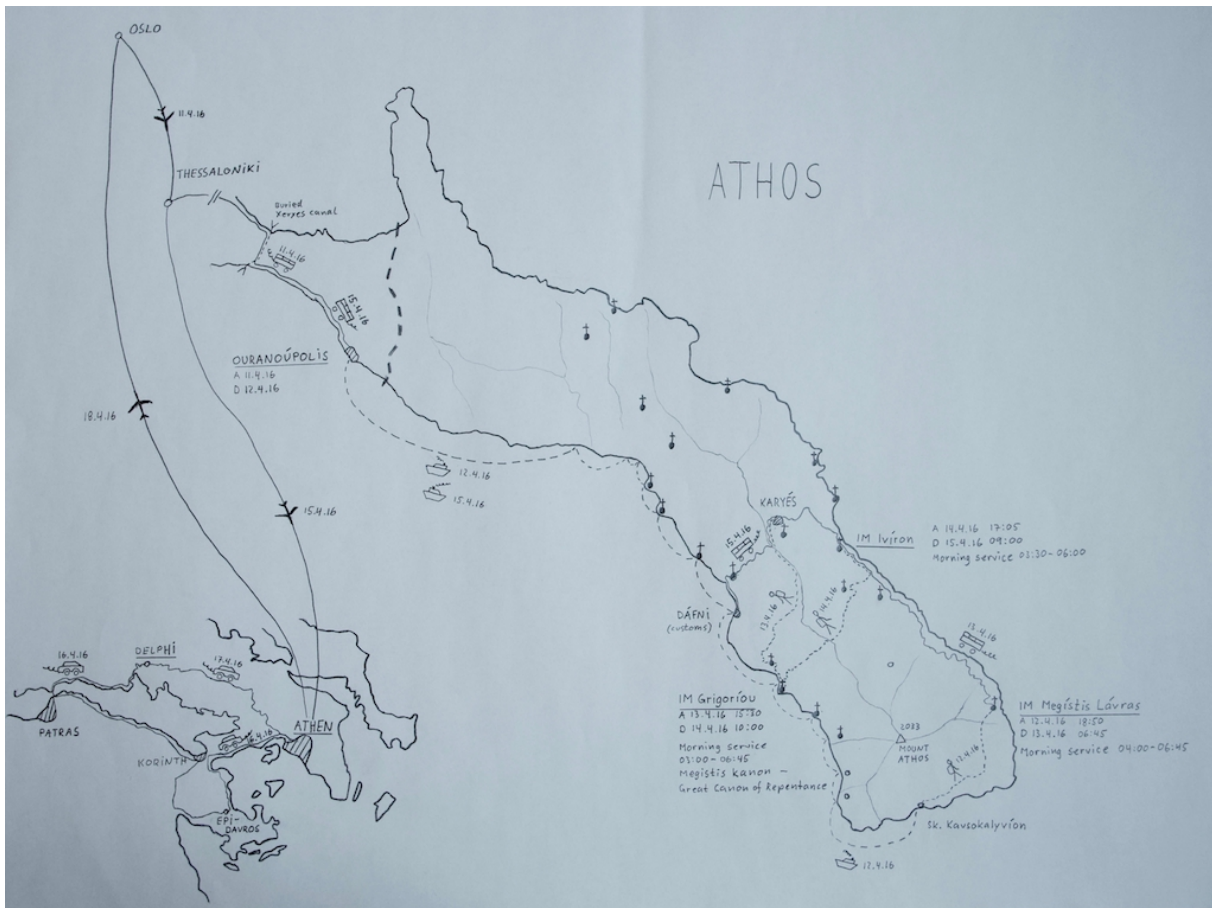 OSLO
11.4.16
THESSALONIKI
ATHOS
Buried
Xerxes canal
11.4.16
15.4.16
OURANOÚPOLIS
A 11.4.16
D 12.4.16
18.4.16
12.4.16
15.4.16
15.4.16
KARYÉS
15.4.16
IM Ivíron
A 14.4.16 17:05
D 15.4.16 09:00
Morning service 03:30-06:00
DÁFNI
(customs)
13.4.16
14.4.16
13.4.16
16.4.16
DELPHI
17.4.16
PATRAS
ATHEN
16.4.16
KORINTH
EPI-
DAVROS
IM Grigoríou
A 13.4.16 15:30
D 14.4.16 10:00
Morning service
03:00-06:45
Megistis kanon –
Great Canon of Repentance
2033
MOUNT
ATHOS
12.4.16
IM Megístis Lávras
A 12.4.16 18:50
D 13.4.16 06:45
Morning service 04:00-06:45
Sk. Kavsokalyvíon
12.4.16